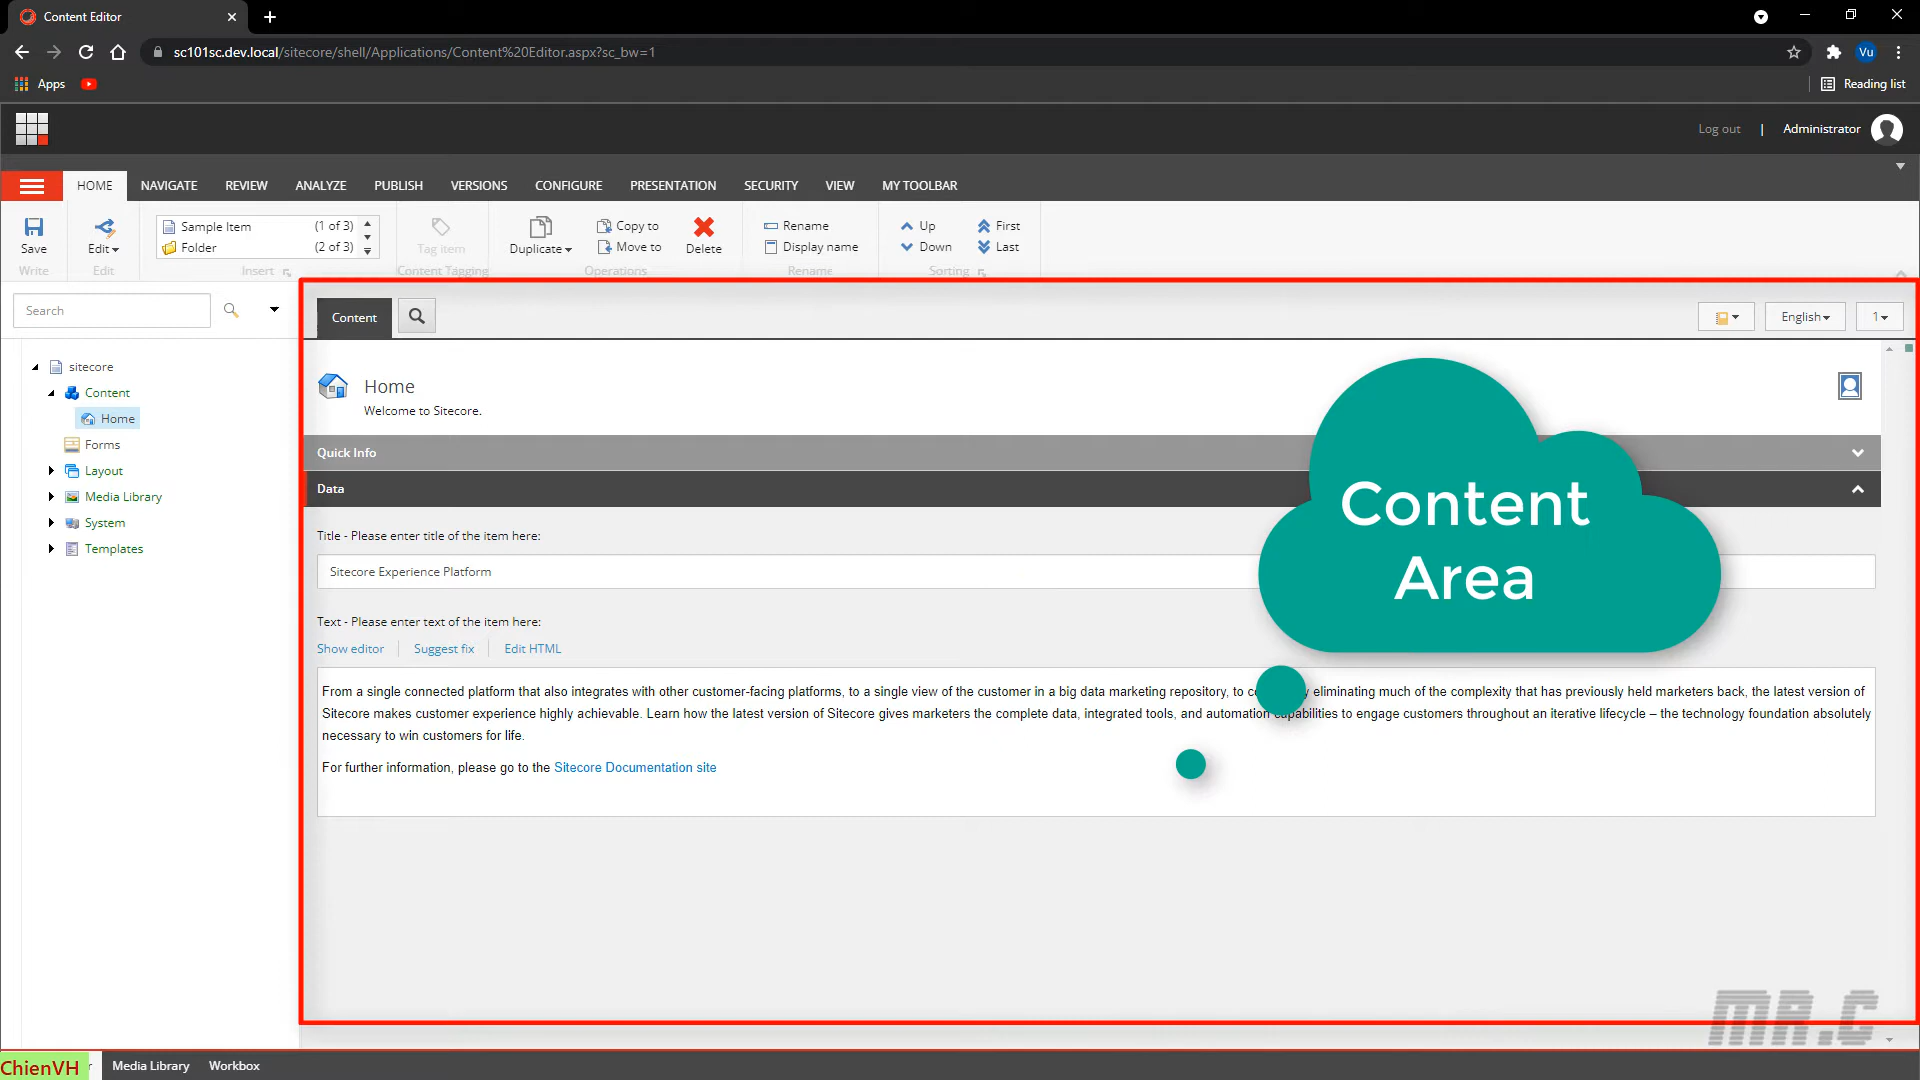 Content Editor
sc101sc.dev.local/sitecore/shell/Applications/Content%20Editor.aspx?sc_bw=1
Vu
Apps
Reading list
Log out | Administrator
HOME NAVIGATE REVIEW ANALYZE PUBLISH VERSIONS CONFIGURE PRESENTATION SECURITY VIEW MY TOOLBAR
Sample Item (1 of 3)
Folder (2 of 3)
Save
Edit
Tag item
Duplicate
Copy to
Move to
Delete
Rename
Display name
Up
Down
First
Last
Write Edit Insert Content Tagging Operations Rename Sorting
Search
Content
English
1
sitecore
Content
Home
Forms
Layout
Media Library
System
Templates
Home
Welcome to Sitecore.
Quick Info
Data
Title - Please enter title of the item here:
Sitecore Experience Platform
Text - Please enter text of the item here:
Show editor Suggest fix Edit HTML
From a single connected platform that also integrates with other customer-facing platforms, to a single view of the customer in a big data marketing repository, to eliminating much of the complexity that has previously held marketers back, the latest version of
Sitecore makes customer experience highly achievable. Learn how the latest version of Sitecore gives marketers the complete data, integrated tools, and automation capabilities to engage customers throughout an iterative lifecycle – the technology foundation absolutely
necessary to win customers for life.
For further information, please go to the Sitecore Documentation site
Content
Area
MR.C
ChienVH
Media Library
Workbox